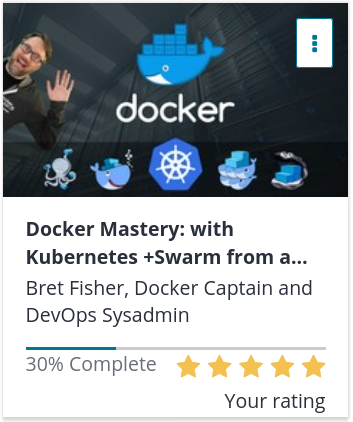 docker
Docker Mastery: with
Kubernetes +Swarm from a...
Bret Fisher, Docker Captain and
DevOps Sysadmin
30% Complete
Your rating